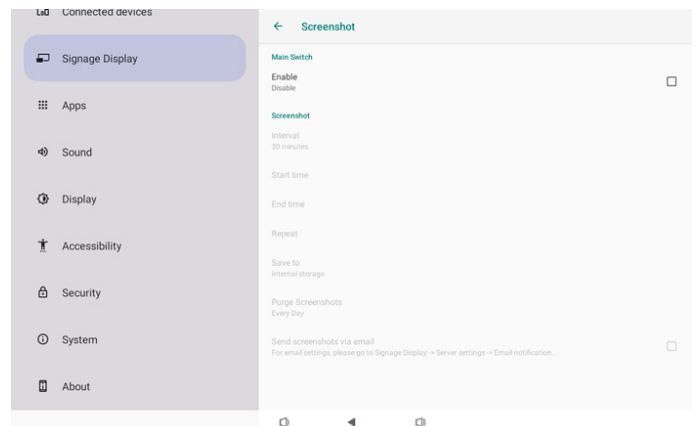 Connected devices
Signage Display
Apps
Sound
Display
Accessibility
Security
System
About
Screenshot
Main Switch
Enable
Disable
Screenshot
Interval
30 minutes
Start time
End time
Repeat
Save to
Internal storage
Purge Screenshots
Every Day
Send screenshots via email
For email settings, please go to Signage Display -> Server settings -> Email notification.